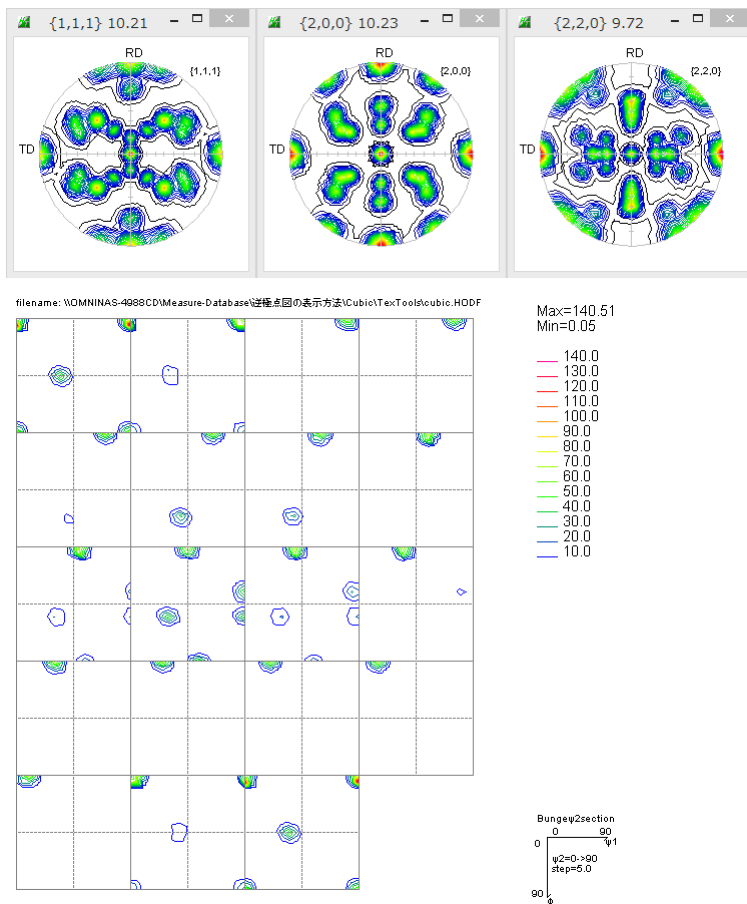 {1,1,1} 10.21
{2,0,0} 10.23
{2,2,0} 9.72
RD
{1,1,1}
TD
RD
{2,0,0}
TD
RD
{2,2,0}
TD
filename: \\OMNINAS-4988CD\Measure-Database\逆極点図の表示方法\Cubic\TexTools\cubic.HODF
Max=140.51
Min=0.05
140.0
130.0
120.0
110.0
100.0
90.0
80.0
70.0
60.0
50.0
40.0
30.0
20.0
10.0
Bungeψ2section
0 90
0 ψ1
ψ2=0->90
step=5.0
90
Φ